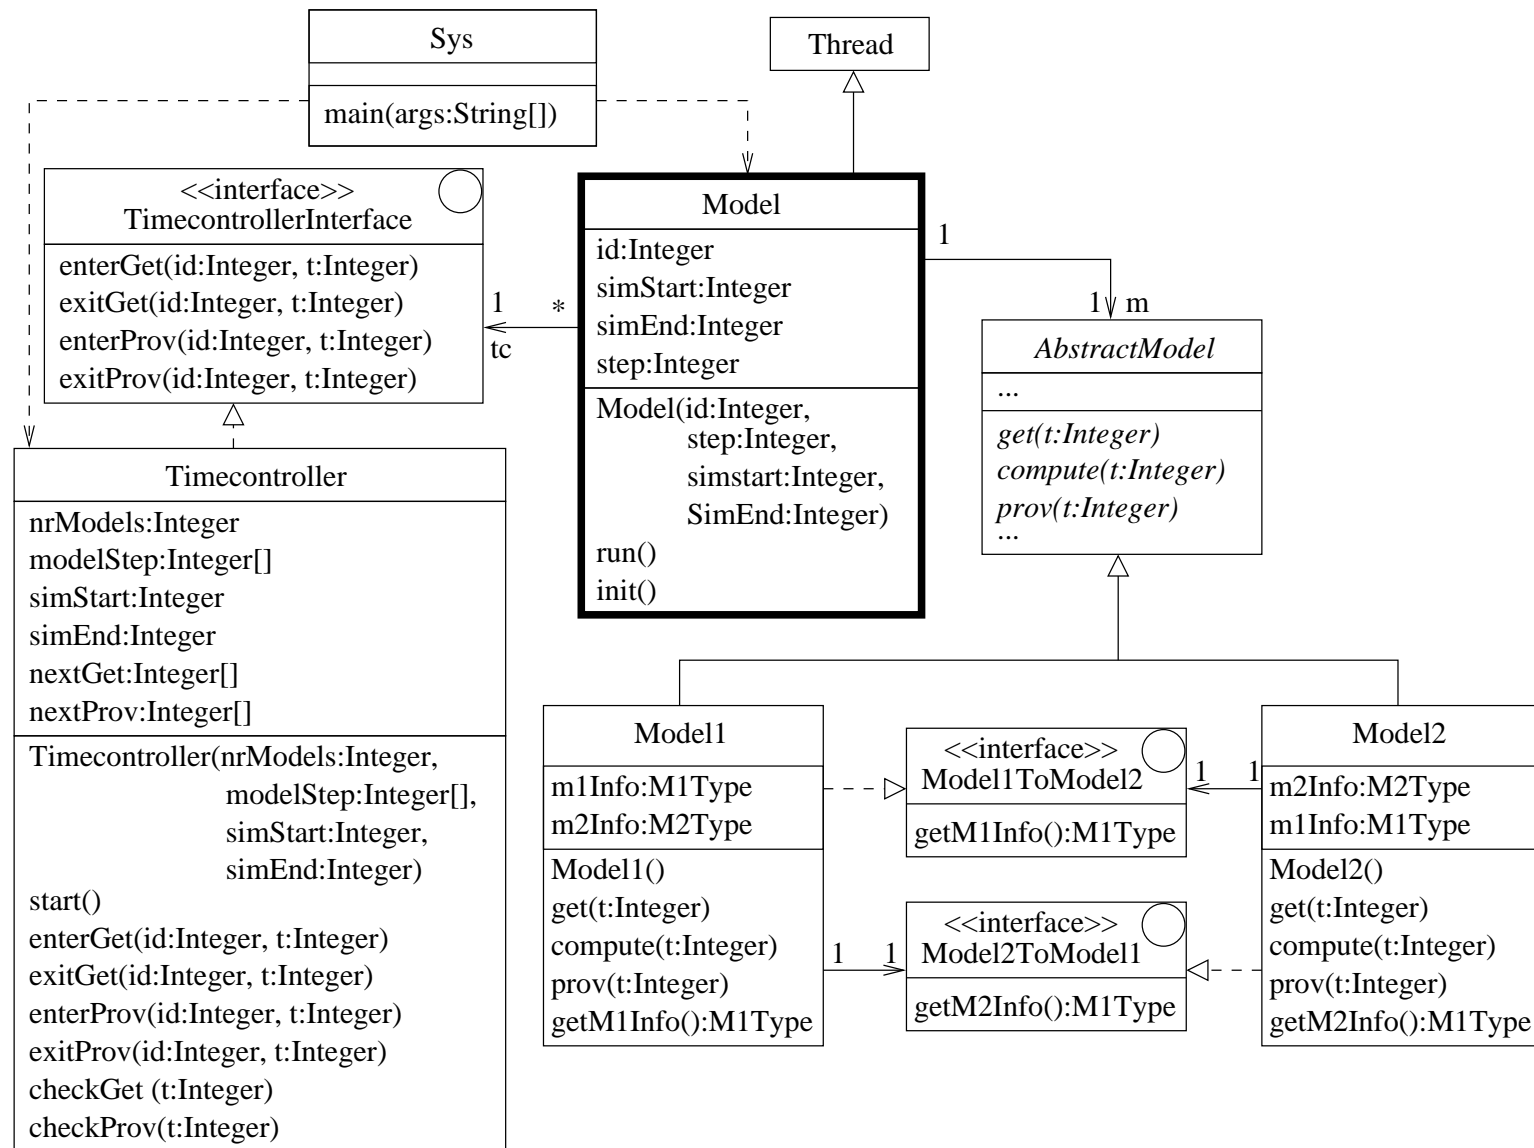 Sys
main(args:String[])
Thread
<<interface>>
TimecontrollerInterface
enterGet(id:Integer, t:Integer)
exitGet(id:Integer, t:Integer)
enterProv(id:Integer, t:Integer)
exitProv(id:Integer, t:Integer)
1
*
tc
Model
id:Integer
simStart:Integer
simEnd:Integer
step:Integer
Model(id:Integer,
step:Integer,
simstart:Integer,
SimEnd:Integer)
run()
init()
1
1
m
AbstractModel
...
get(t:Integer)
compute(t:Integer)
prov(t:Integer)
...
Timecontroller
nrModels:Integer
modelStep:Integer[]
simStart:Integer
simEnd:Integer
nextGet:Integer[]
nextProv:Integer[]
Timecontroller(nrModels:Integer,
modelStep:Integer[],
simStart:Integer,
simEnd:Integer)
start()
enterGet(id:Integer, t:Integer)
exitGet(id:Integer, t:Integer)
enterProv(id:Integer, t:Integer)
exitProv(id:Integer, t:Integer)
checkGet (t:Integer)
checkProv(t:Integer)
Model1
m1Info:M1Type
m2Info:M2Type
Model1()
get(t:Integer)
compute(t:Integer)
prov(t:Integer)
getM1Info():M1Type
<<interface>>
Model1ToModel2
getM1Info():M1Type
1
1
<<interface>>
Model2ToModel1
getM2Info():M1Type
1
1
Model2
m2Info:M2Type
m1Info:M1Type
Model2()
get(t:Integer)
compute(t:Integer)
prov(t:Integer)
getM2Info():M1Type